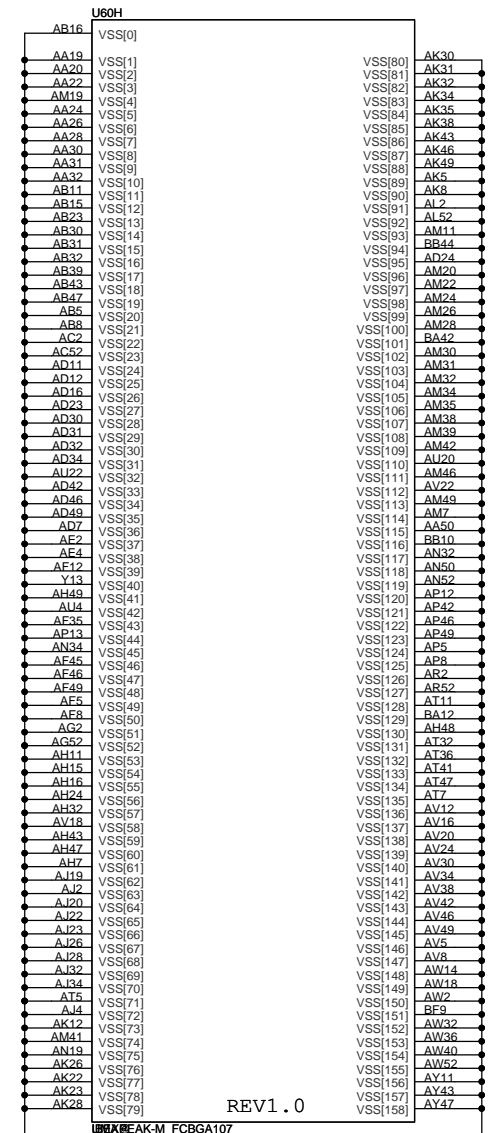 U60H
AB16 VSS[0]
AA19 VSS[1] VSS[80] AK30
AA20 VSS[2] VSS[81] AK31
AA22 VSS[3] VSS[82] AK32
AM19 VSS[4] VSS[83] AK34
AA24 VSS[5] VSS[84] AK35
AA26 VSS[6] VSS[85] AK38
AA28 VSS[7] VSS[86] AK43
AA30 VSS[8] VSS[87] AK46
AA31 VSS[9] VSS[88] AK49
AA32 VSS[10] VSS[89] AK5
AB11 VSS[11] VSS[90] AK8
AB15 VSS[12] VSS[91] AL2
AB23 VSS[13] VSS[92] AL52
AB30 VSS[14] VSS[93] AM11
AB31 VSS[15] VSS[94] BB44
AB32 VSS[16] VSS[95] AD24
AB39 VSS[17] VSS[96] AM20
AB43 VSS[18] VSS[97] AM22
AB47 VSS[19] VSS[98] AM24
AB5 VSS[20] VSS[99] AM26
AB8 VSS[21] VSS[100] AM28
AC2 VSS[22] VSS[101] BA42
AC52 VSS[23] VSS[102] AM30
AD11 VSS[24] VSS[103] AM31
AD12 VSS[25] VSS[104] AM32
AD16 VSS[26] VSS[105] AM34
AD23 VSS[27] VSS[106] AM35
AD30 VSS[28] VSS[107] AM38
AD31 VSS[29] VSS[108] AM39
AD32 VSS[30] VSS[109] AM42
AD34 VSS[31] VSS[110] AU20
AU22 VSS[32] VSS[111] AM46
AD42 VSS[33] VSS[112] AV22
AD46 VSS[34] VSS[113] AM49
AD49 VSS[35] VSS[114] AM7
AD7 VSS[36] VSS[115] AA50
AE2 VSS[37] VSS[116] BB10
AE4 VSS[38] VSS[117] AN32
AF12 VSS[39] VSS[118] AN50
Y13 VSS[40] VSS[119] AN52
AH49 VSS[41] VSS[120] AP12
AU4 VSS[42] VSS[121] AP42
AF35 VSS[43] VSS[122] AP46
AP13 VSS[44] VSS[123] AP49
AN34 VSS[45] VSS[124] AP5
AF45 VSS[46] VSS[125] AP8
AF46 VSS[47] VSS[126] AR2
AF49 VSS[48] VSS[127] AR52
AF5 VSS[49] VSS[128] AT11
AF8 VSS[50] VSS[129] BA12
AG2 VSS[51] VSS[130] AH48
AG52 VSS[52] VSS[131] AT32
AH11 VSS[53] VSS[132] AT36
AH15 VSS[54] VSS[133] AT41
AH16 VSS[55] VSS[134] AT47
AH24 VSS[56] VSS[135] AT7
AH32 VSS[57] VSS[136] AV12
AV18 VSS[58] VSS[137] AV16
AH43 VSS[59] VSS[138] AV20
AH47 VSS[60] VSS[139] AV24
AH7 VSS[61] VSS[140] AV30
AJ19 VSS[62] VSS[141] AV34
AJ2 VSS[63] VSS[142] AV38
AJ20 VSS[64] VSS[143] AV42
AJ22 VSS[65] VSS[144] AV46
AJ23 VSS[66] VSS[145] AV49
AJ26 VSS[67] VSS[146] AV5
AJ28 VSS[68] VSS[147] AV8
AJ32 VSS[69] VSS[148] AW14
AJ34 VSS[70] VSS[149] AW18
AT5 VSS[71] VSS[150] AW2
AJ4 VSS[72] VSS[151] BF9
AK12 VSS[73] VSS[152] AW32
AM41 VSS[74] VSS[153] AW36
AN19 VSS[75] VSS[154] AW40
AK26 VSS[76] VSS[155] AW52
AK22 VSS[77] VSS[156] AY11
AK23 VSS[78] VSS[157] AY43
AK28 VSS[79] VSS[158] AY47
REV1.0
FCBGA107